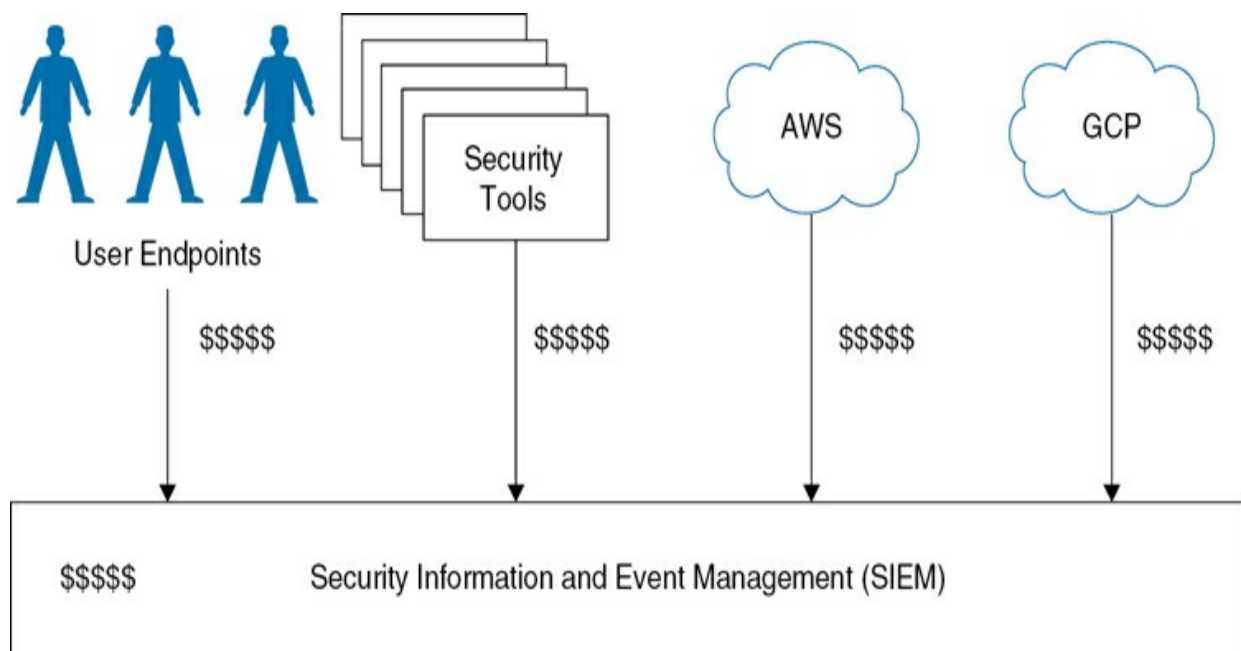 Security
Tools
AWS
GCP
User Endpoints
$$$$$
$$$$$
$$$$$
$$$$$
$$$$$
Security Information and Event Management (SIEM)